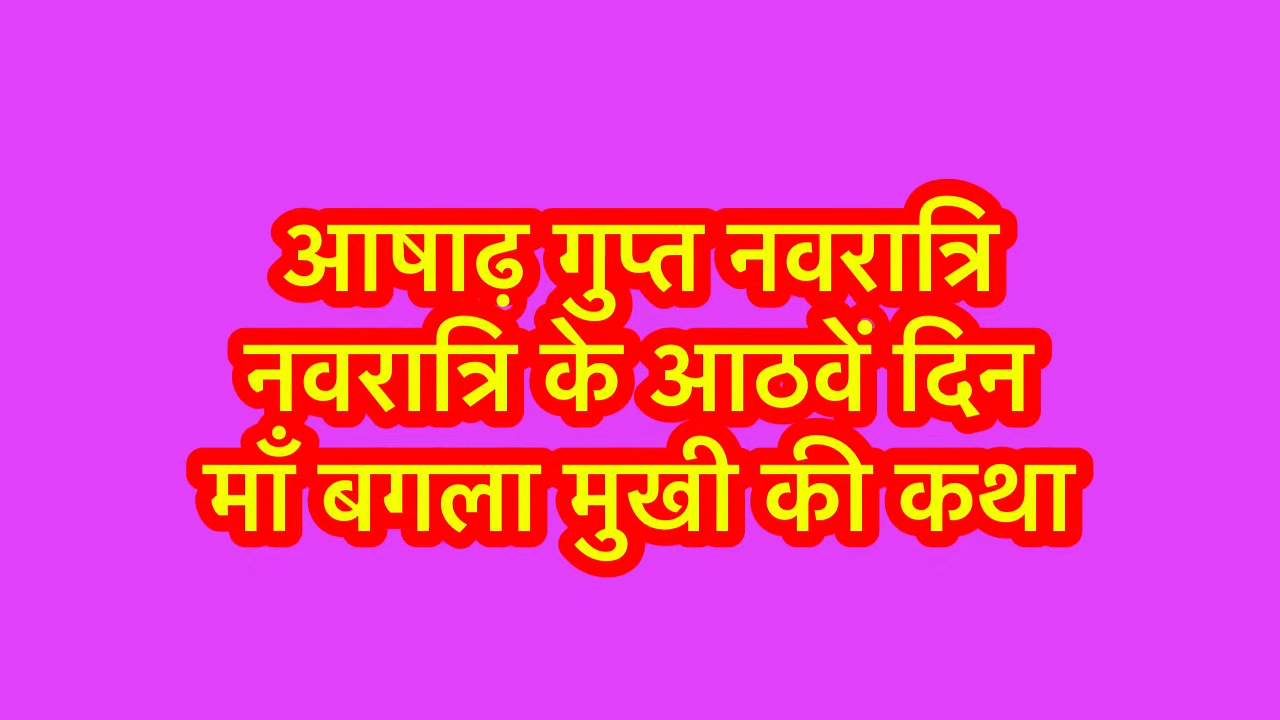 आषाढ़ गुप्त नवरात्रि
नवरात्रि के आठवें दिन
माँ बगला मुखी की कथा